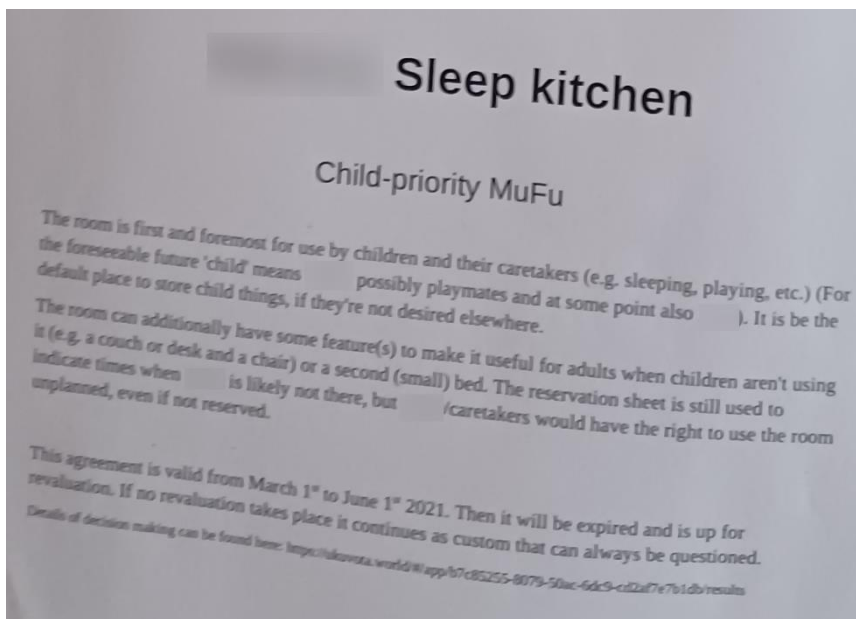 Sleep kitchen
Child-priority MuFu
The room is first and foremost for use by children and their caretakers (e.g. sleeping, playing, etc.) (For
the foreseeable future 'child' means possibly playmates and at some point also ). It is be the
default place to store child things, if they're not desired elsewhere.
The room can additionally have some feature(s) to make it useful for adults when children aren't using
it (e.g. a couch or desk and a chair) or a second (small) bed. The reservation sheet is still used to
indicate times when is likely not there, but /caretakers would have the right to use the room
unplanned, even if not reserved.
This agreement is valid from March 1st to June 1st 2021. Then it will be expired and is up for
revaluation. If no revaluation takes place it continues as custom that can always be questioned.
Details of decision making can be found here: